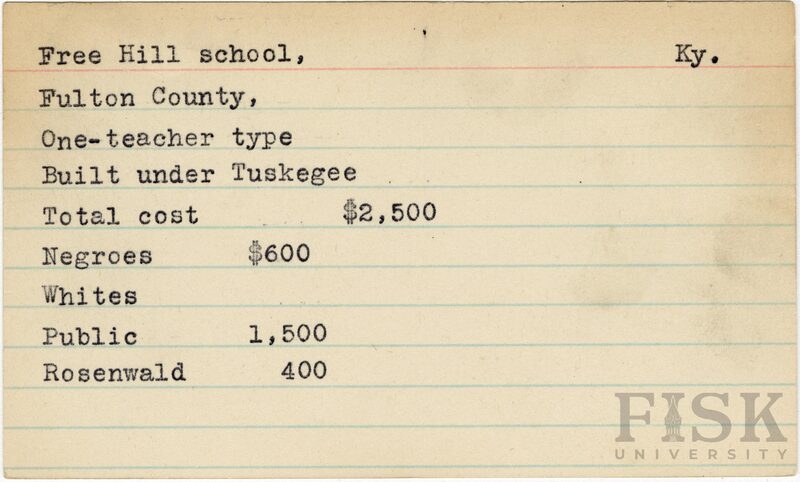 Free Hill school, Ky.
Fulton County,
One-teacher type
Built under Tuskegee
Total cost $2,500
Negroes $600
Whites
Public 1,500
Rosenwald 400
FISK
UNIVERSITY